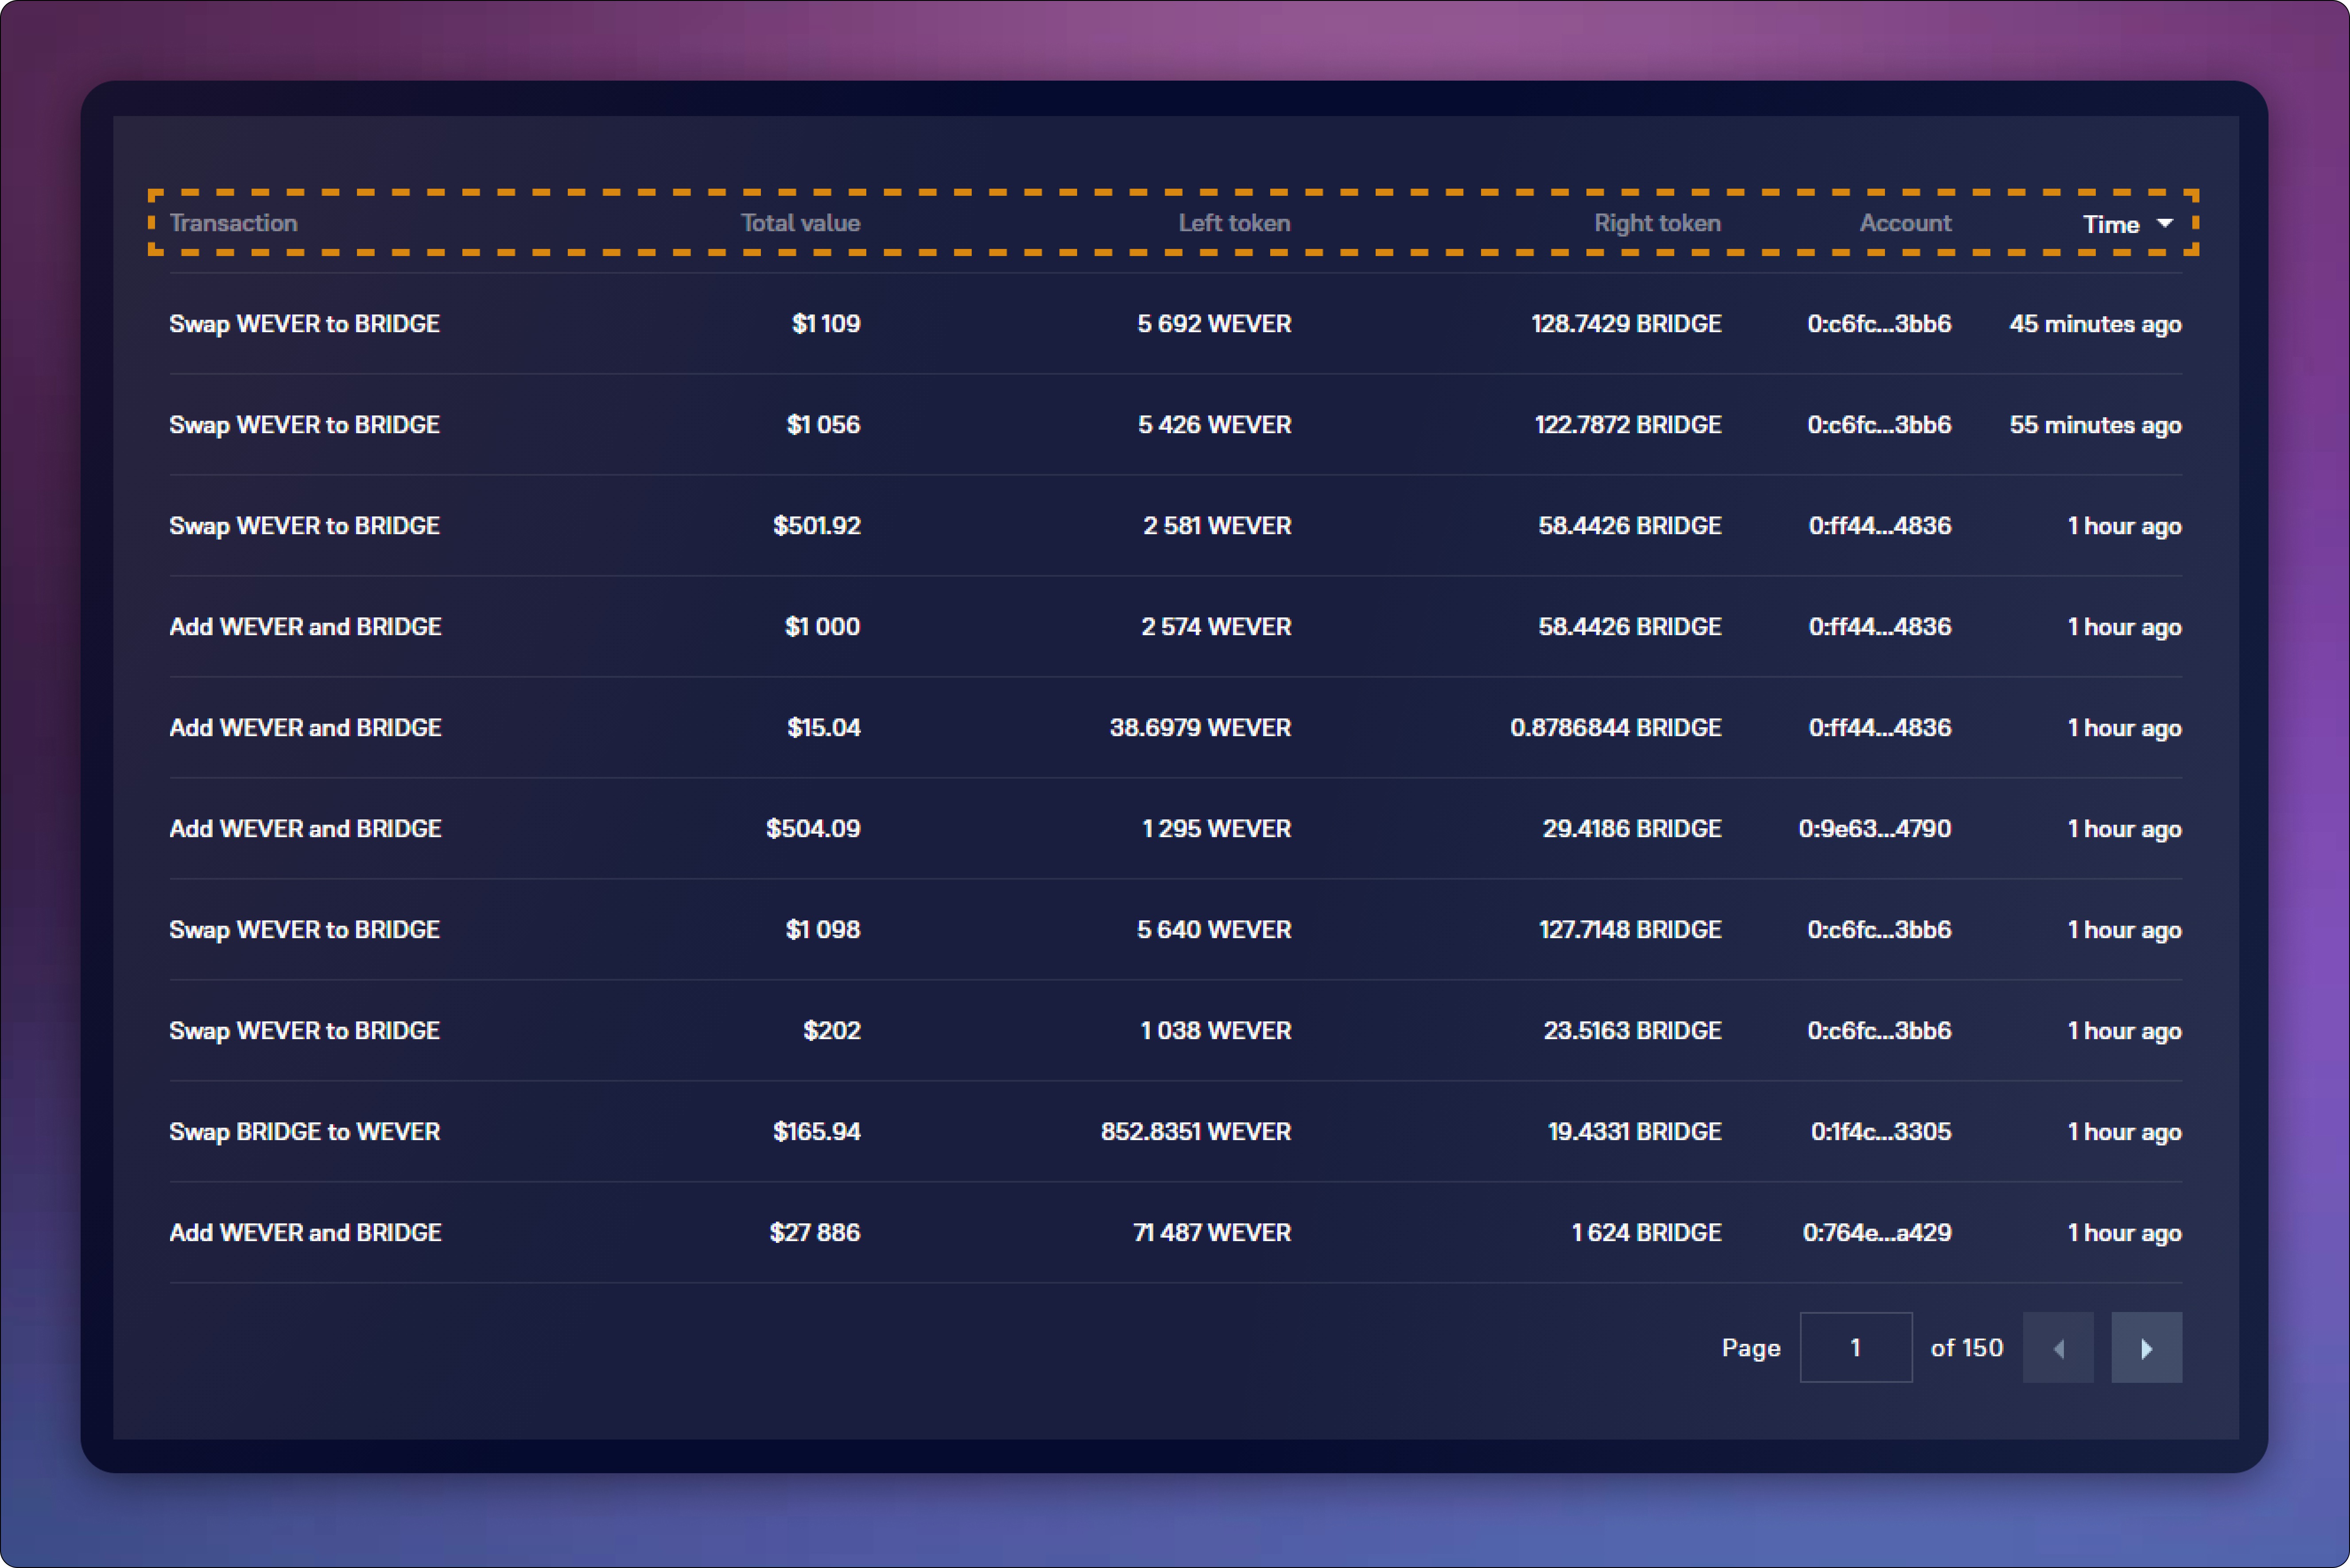 Transaction Total value Left token Right token Account Time
Swap WEVER to BRIDGE $1 109 5 692 WEVER 128.7429 BRIDGE 0:c6fc...3bb6 45 minutes ago
Swap WEVER to BRIDGE $1 056 5 426 WEVER 122.7872 BRIDGE 0:c6fc...3bb6 55 minutes ago
Swap WEVER to BRIDGE $501.92 2 581 WEVER 58.4426 BRIDGE 0:ff44...4836 1 hour ago
Add WEVER and BRIDGE $1 000 2 574 WEVER 58.4426 BRIDGE 0:ff44...4836 1 hour ago
Add WEVER and BRIDGE $15.04 38.6979 WEVER 0.8786844 BRIDGE 0:ff44...4836 1 hour ago
Add WEVER and BRIDGE $504.09 1 295 WEVER 29.4186 BRIDGE 0:9e63...4790 1 hour ago
Swap WEVER to BRIDGE $1 098 5 640 WEVER 127.7148 BRIDGE 0:c6fc...3bb6 1 hour ago
Swap WEVER to BRIDGE $202 1 038 WEVER 23.5163 BRIDGE 0:c6fc...3bb6 1 hour ago
Swap BRIDGE to WEVER $165.94 852.8351 WEVER 19.4331 BRIDGE 0:1f4c...3305 1 hour ago
Add WEVER and BRIDGE $27 886 71 487 WEVER 1 624 BRIDGE 0:764e...a429 1 hour ago
Page 1 of 150